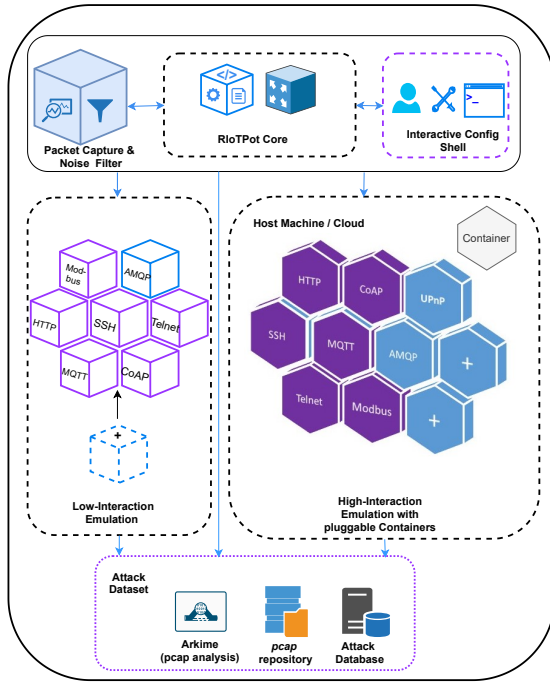 </>
>_
Packet Capture &
Noise Filter
RIoTPot Core
Interactive Config
Shell
Mod-
bus
AMQP
HTTP
SSH
Telnet
MQTT
CoAP
+
Low-Interaction
Emulation
Host Machine / Cloud
Container
HTTP
CoAP
UPnP
SSH
MQTT
AMQP
+
Telnet
Modbus
+
High-Interaction
Emulation with
pluggable Containers
Attack
Dataset
Arkime
(pcap analysis)
pcap
repository
Attack
Database